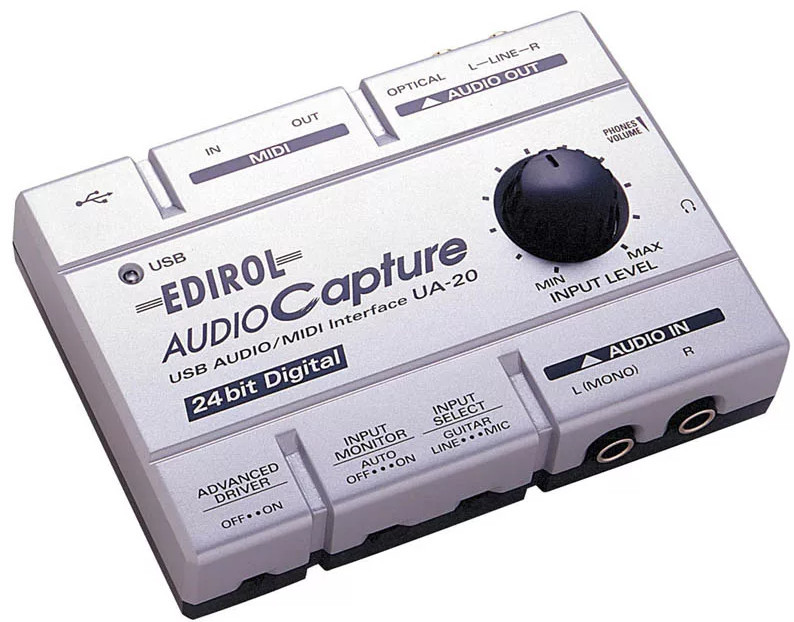 OPTICAL L—LINE—R
AUDIO OUT
IN OUT
MIDI
PHONES
VOLUME
USB
MIN MAX
INPUT LEVEL
EDIROL
AUDIO Capture
USB AUDIO/MIDI Interface UA-20
24bit Digital
AUDIO IN
L (MONO) R
ADVANCED
DRIVER
OFF••ON
INPUT
MONITOR
AUTO
OFF•••ON
INPUT
SELECT
GUITAR
LINE•••MIC